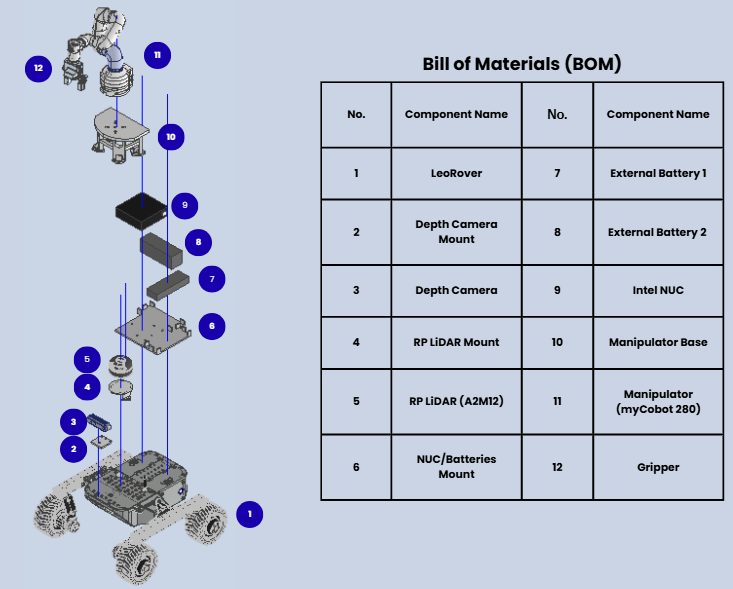 12
11
10
9
8
7
6
5
4
3
2
1
Bill of Materials (BOM)
No. Component Name No. Component Name
1 LeoRover 7 External Battery 1
2 Depth Camera
Mount 8 External Battery 2
3 Depth Camera 9 Intel NUC
4 RP LiDAR Mount 10 Manipulator Base
5 RP LiDAR (A2M12) 11 Manipulator
(myCobot 280)
6 NUC/Batteries
Mount 12 Gripper